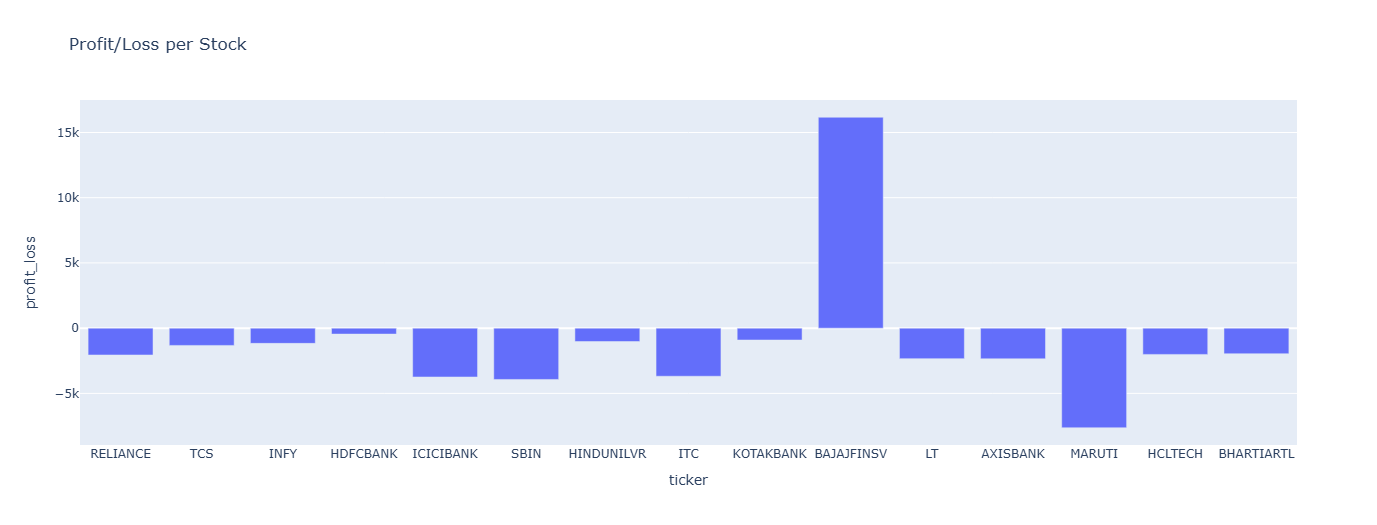 Profit/Loss per Stock
15k
10k
5k
0
−5k
profit_loss
RELIANCE TCS INFY HDFCBANK ICICIBANK SBIN HINDUNILVR ITC KOTAKBANK BAJAJFINSV LT AXISBANK MARUTI HCLTECH BHARTIARTL
ticker